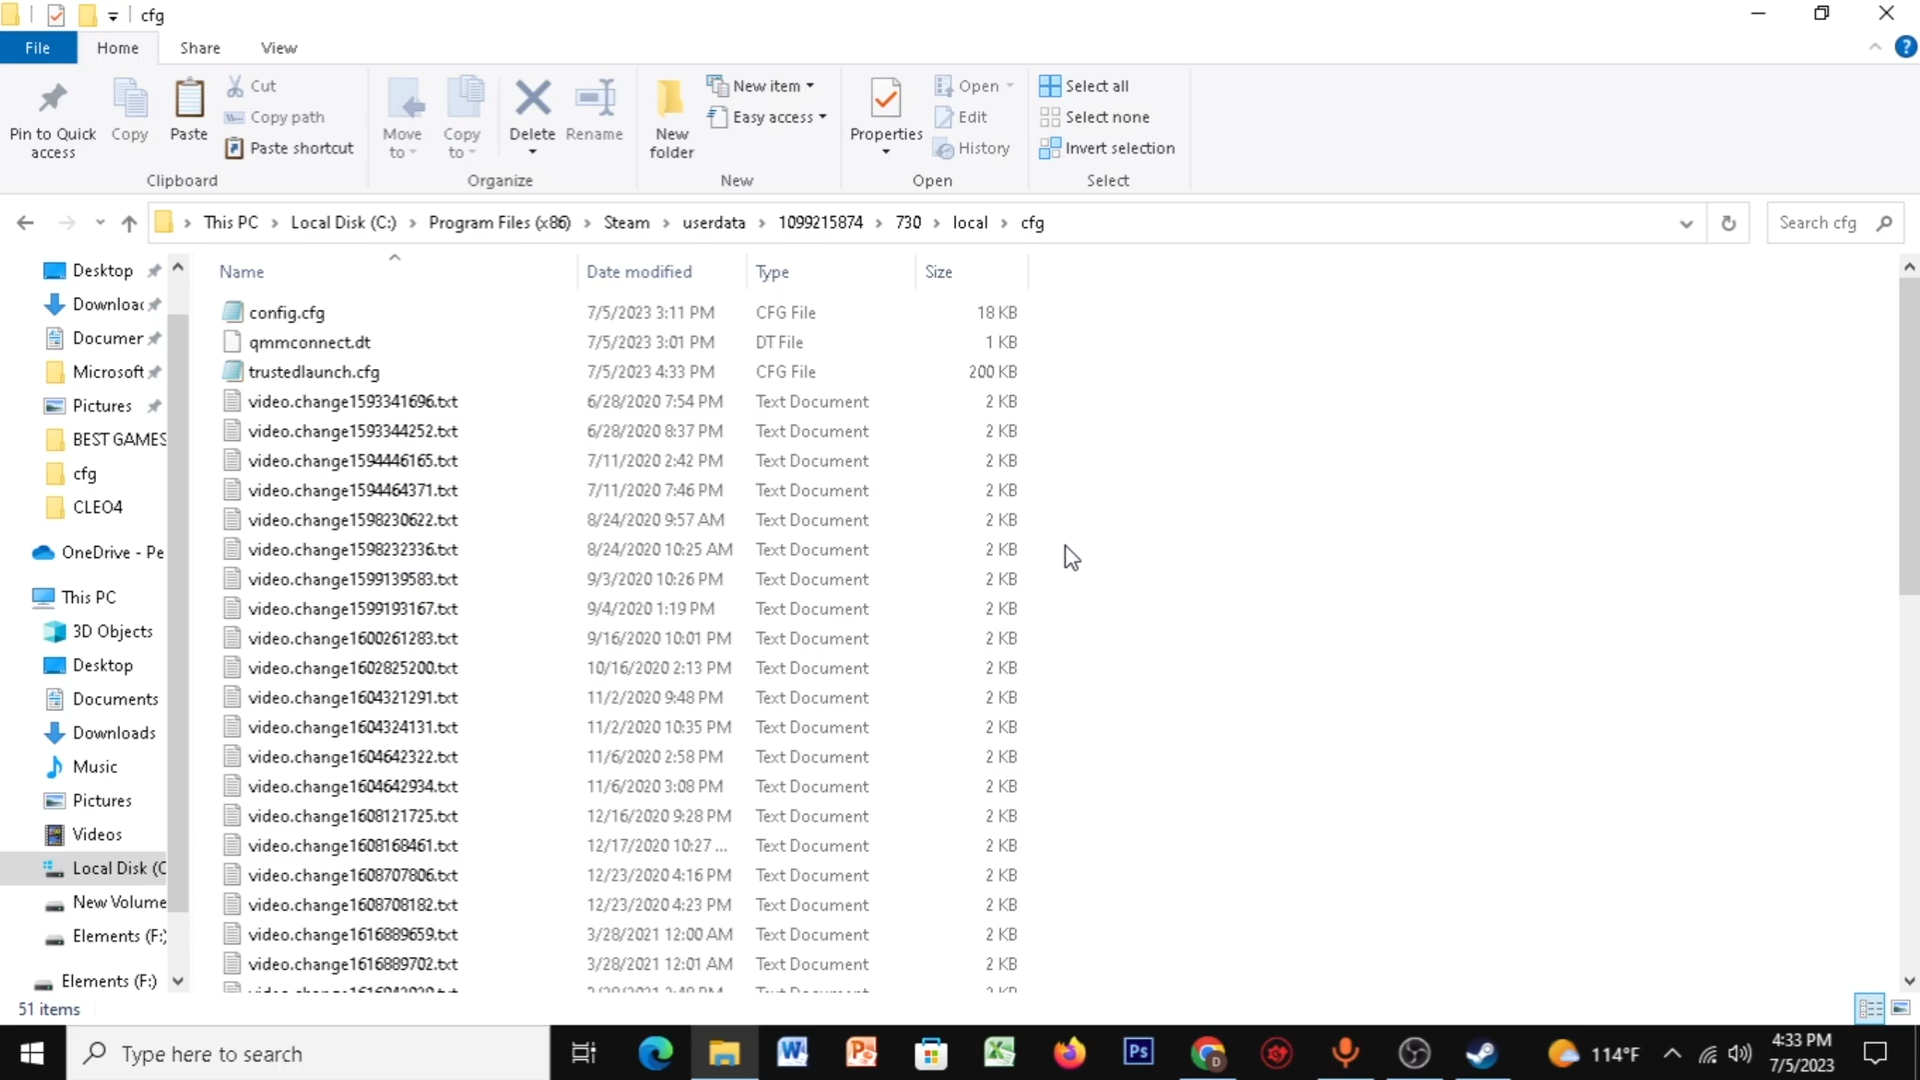 cfg
File Home Share View
Pin to Quick access
Copy
Paste
Cut
Copy path
Paste shortcut
Clipboard
Move to
Copy to
Delete
Rename
Organize
New folder
New item
Easy access
New
Properties
Open
Edit
History
Open
Select all
Select none
Invert selection
Select
This PC > Local Disk (C:) > Program Files (x86) > Steam > userdata > 1099215874 > 730 > local > cfg
Search cfg
Desktop
Downloac
Documer
Microsoft
Pictures
BEST GAMES
cfg
CLEO4
OneDrive - Pe
This PC
3D Objects
Desktop
Documents
Downloads
Music
Pictures
Videos
Local Disk (C
New Volume
Elements (F:)
Elements (F:)
Name Date modified Type Size
config.cfg 7/5/2023 3:11 PM CFG File 18 KB
qmmconnect.dt 7/5/2023 3:01 PM DT File 1 KB
trustedlaunch.cfg 7/5/2023 4:33 PM CFG File 200 KB
video.change1593341696.txt 6/28/2020 7:54 PM Text Document 2 KB
video.change1593344252.txt 6/28/2020 8:37 PM Text Document 2 KB
video.change1594446165.txt 7/11/2020 2:42 PM Text Document 2 KB
video.change1594464371.txt 7/11/2020 7:46 PM Text Document 2 KB
video.change1598230622.txt 8/24/2020 9:57 AM Text Document 2 KB
video.change1598232336.txt 8/24/2020 10:25 AM Text Document 2 KB
video.change1599139583.txt 9/3/2020 10:26 PM Text Document 2 KB
video.change1599193167.txt 9/4/2020 1:19 PM Text Document 2 KB
video.change1600261283.txt 9/16/2020 10:01 PM Text Document 2 KB
video.change1602825200.txt 10/16/2020 2:13 PM Text Document 2 KB
video.change1604321291.txt 11/2/2020 9:48 PM Text Document 2 KB
video.change1604324131.txt 11/2/2020 10:35 PM Text Document 2 KB
video.change1604642322.txt 11/6/2020 2:58 PM Text Document 2 KB
video.change1604642934.txt 11/6/2020 3:08 PM Text Document 2 KB
video.change1608121725.txt 12/16/2020 9:28 PM Text Document 2 KB
video.change1608168461.txt 12/17/2020 10:27 ... Text Document 2 KB
video.change1608707806.txt 12/23/2020 4:16 PM Text Document 2 KB
video.change1608708182.txt 12/23/2020 4:23 PM Text Document 2 KB
video.change1616889659.txt 3/28/2021 12:00 AM Text Document 2 KB
video.change1616889702.txt 3/28/2021 12:01 AM Text Document 2 KB
51 items
Type here to search
Ps
114°F
4:33 PM
7/5/2023